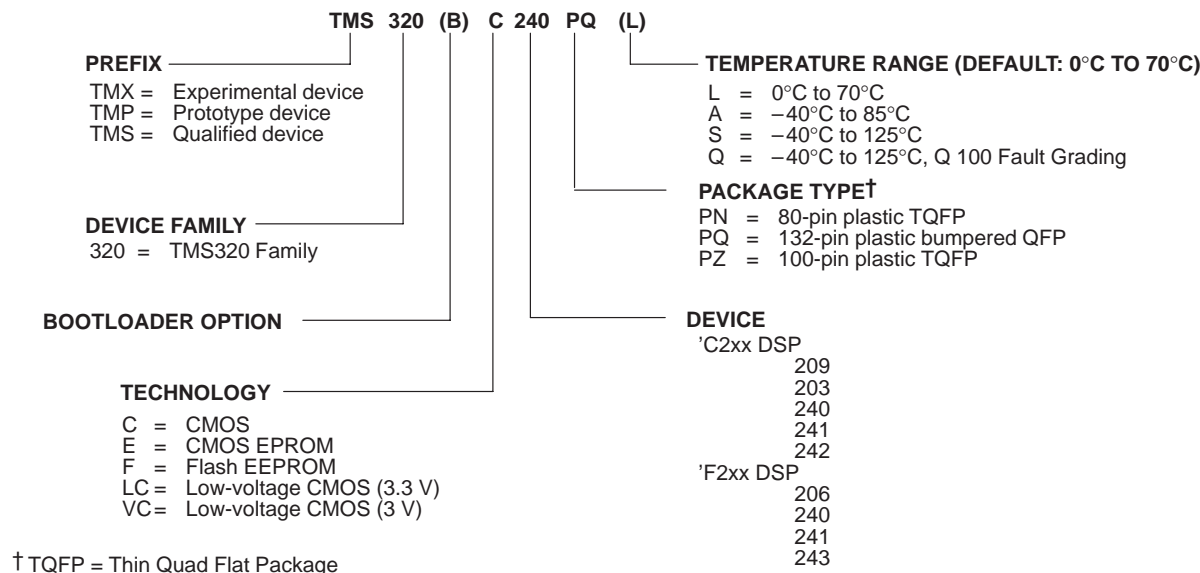 TMS 320 (B) C 240 PQ (L)
PREFIX
TMX = Experimental device
TMP = Prototype device
TMS = Qualified device
DEVICE FAMILY
320 = TMS320 Family
BOOTLOADER OPTION
TECHNOLOGY
C = CMOS
E = CMOS EPROM
F = Flash EEPROM
LC = Low-voltage CMOS (3.3 V)
VC = Low-voltage CMOS (3 V)
TEMPERATURE RANGE (DEFAULT: 0°C TO 70°C)
L = 0°C to 70°C
A = –40°C to 85°C
S = –40°C to 125°C
Q = –40°C to 125°C, Q 100 Fault Grading
PACKAGE TYPE†
PN = 80-pin plastic TQFP
PQ = 132-pin plastic bumpered QFP
PZ = 100-pin plastic TQFP
DEVICE
'C2xx DSP
209
203
240
241
242
'F2xx DSP
206
240
241
243
† TQFP = Thin Quad Flat Package